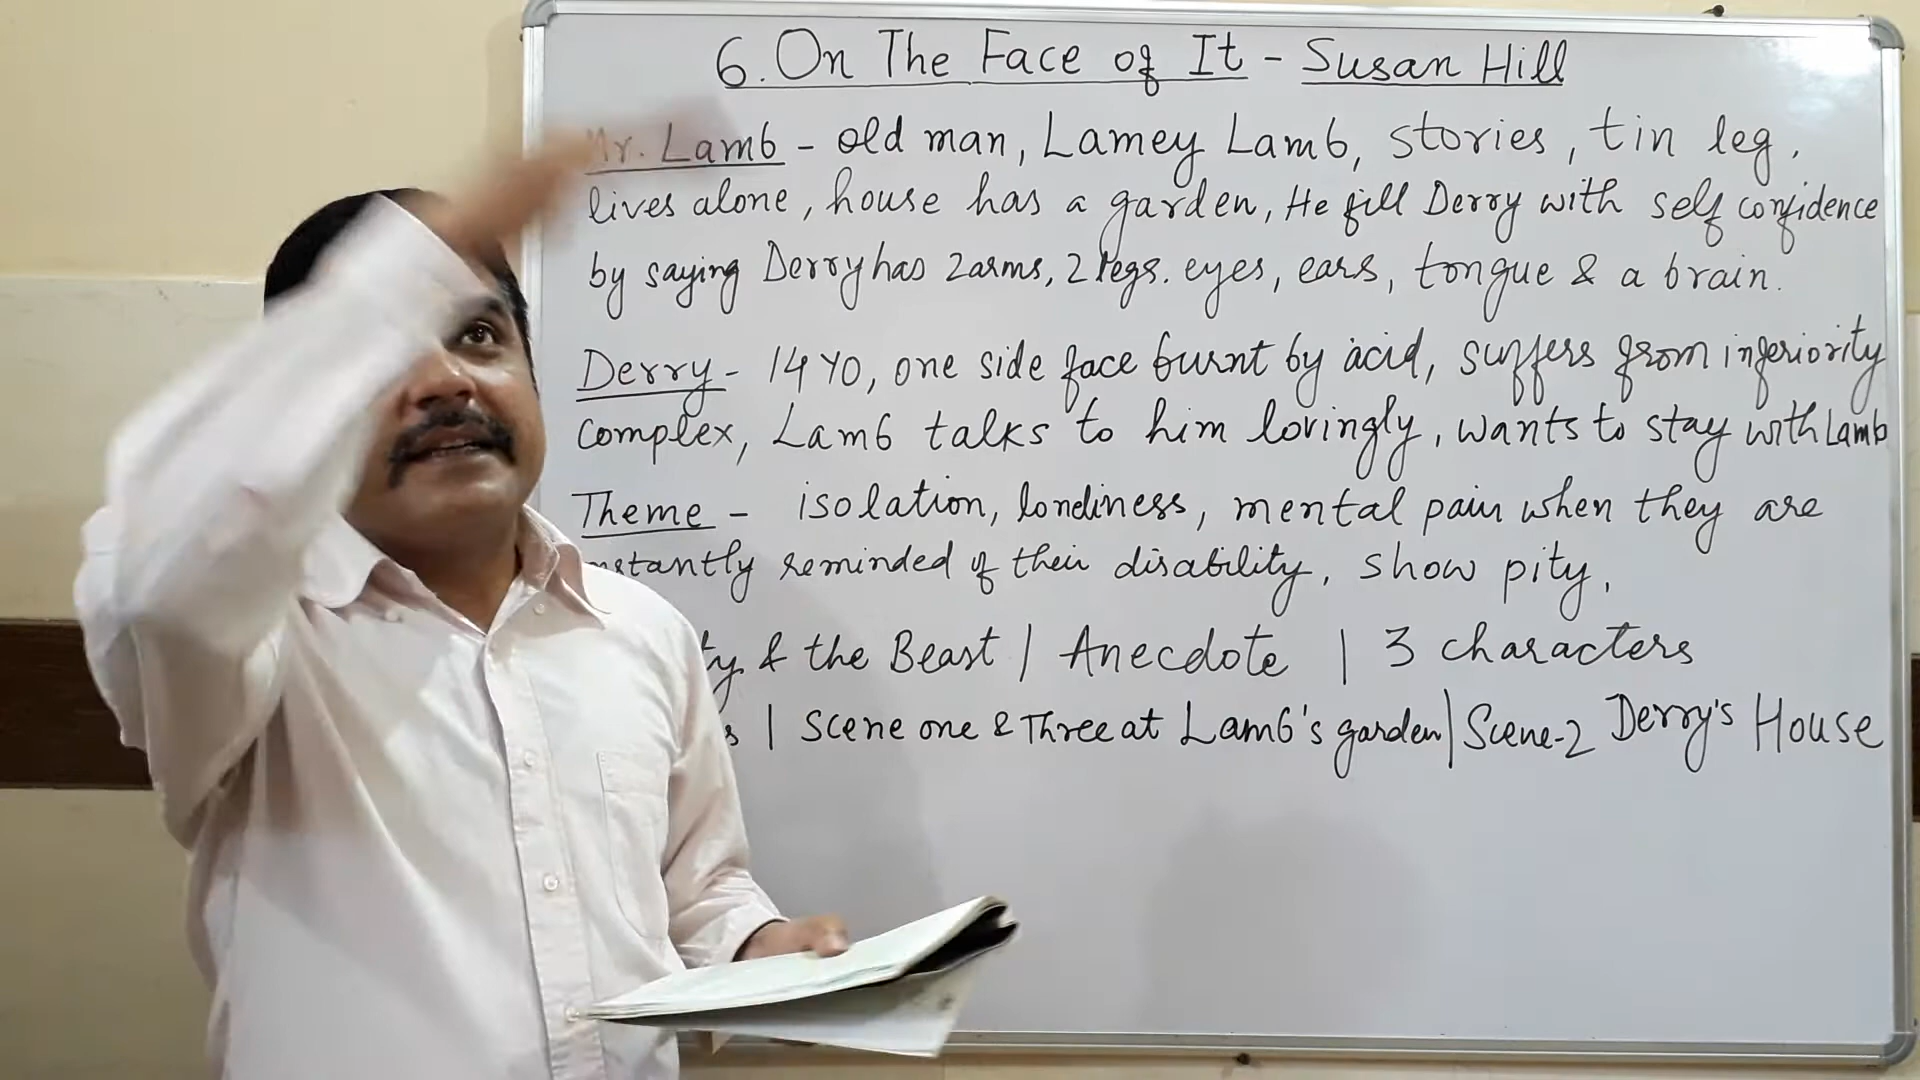 6. On The Face of It - Susan Hill
Mr. Lamb - old man, Lamey Lamb, stories, tin leg,
lives alone, house has a garden, He fill Derry with self confidence
by saying Derry has 2 arms, 2 legs. eyes, ears, tongue & a brain.
Derry - 14 YO, one side face burnt by acid, suffers from inferiority
complex, Lamb talks to him lovingly, wants to stay with Lamb
Theme - isolation, loneliness, mental pain when they are
reminded of their disability, show pity,
& the Beast | Anecdote | 3 characters
| Scene one & Three at Lamb's garden | Scene-2 Derry's House